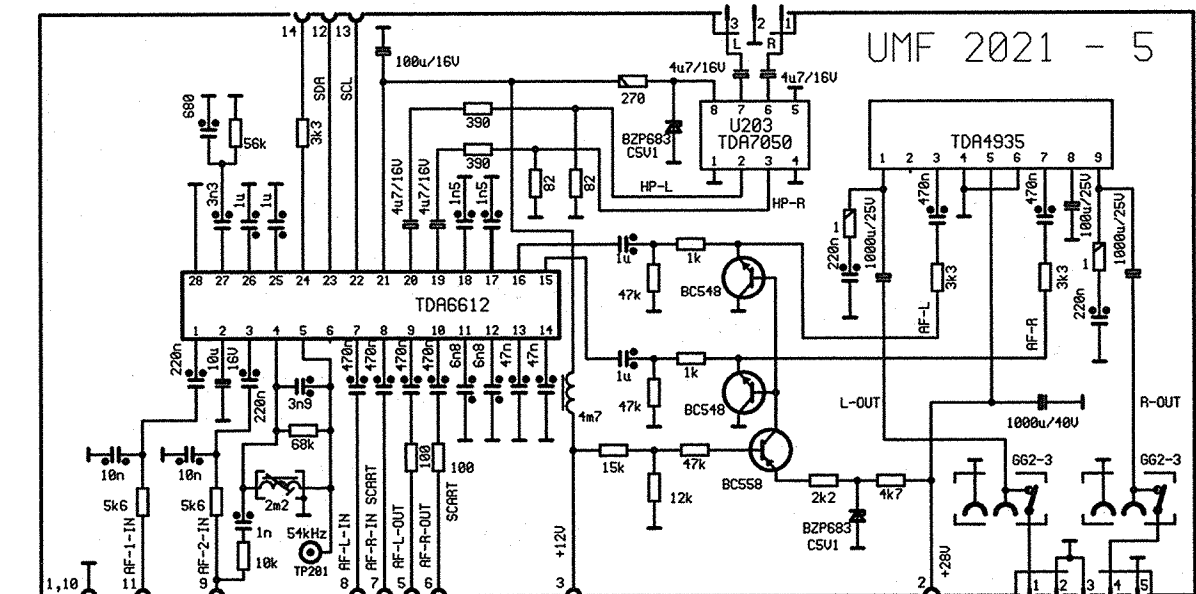 14 12 13
3 2 1
L R
UMF 2021 - 5
100u/16V
4u7/16V 4u7/16V
SDA
SCL
270
8 7 6 5
U203
TDA7050
1 2 3 4
680
56k
3k3
390
BZP683
C5V1
TDA4935
1 2 3 4 5 6 7 8 9
390
3n3
1u
1u
4u7/16V
4u7/16V
1n5
1n5
82
82
HP-L
HP-R
470n
470n
100u/25V
1
220n
1000u/25V
1000u/25V
1
220n
28 27 26 25 24 23 22 21 20 19 18 17 16 15
TDA6612
1 2 3 4 5 6 7 8 9 10 11 12 13 14
1u
1k
47k
BC548
3k3
3k3
AF-L
AF-R
220n
10u
16V
220n
470n
470n
470n
470n
6n8
6n8
47n
47n
3n9
4m7
1u
1k
47k
BC548
L-OUT
1000u/40V
R-OUT
68k
10n
10n
2m2
100
100
15k
47k
12k
BC558
2k2
4k7
GG2-3
GG2-3
5k6
5k6
1n
10k
54kHz
TP201
BZP683
C5V1
AF-1-IN
AF-2-IN
AF-L-IN
AF-R-IN SCART
AF-L-OUT
AF-R-OUT
SCART
+12V
+28V
1,10
11
9
8
7
5
6
3
2
1
2
3
4
5